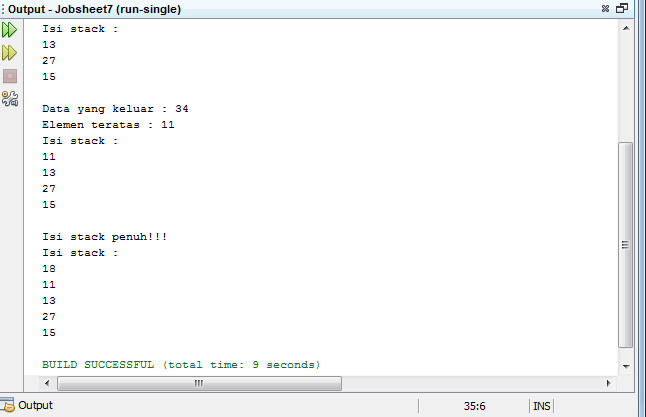 Output - Jobsheet7 (run-single)
Isi stack :
13
27
15
Data yang keluar : 34
Elemen teratas : 11
Isi stack :
11
13
27
15
Isi stack penuh!!!
Isi stack :
18
11
13
27
15
BUILD SUCCESSFUL (total time: 9 seconds)
Output
35:6
INS